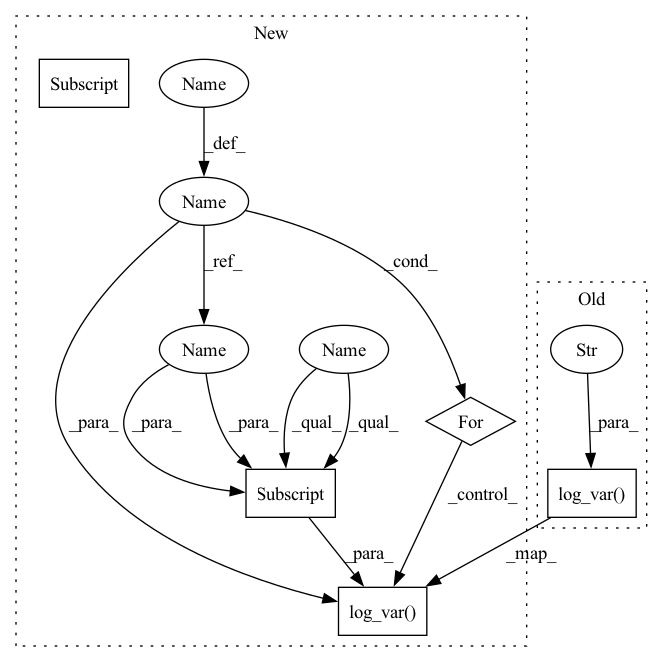 New
Subscript
Name
_def_
Name
_ref_
_cond_
Old
Name
Name
Str
_para_
_para_
_para_
_qual_
_qual_
For
_para_
Subscript
_control_
log_var()
_para_
_map_
log_var()